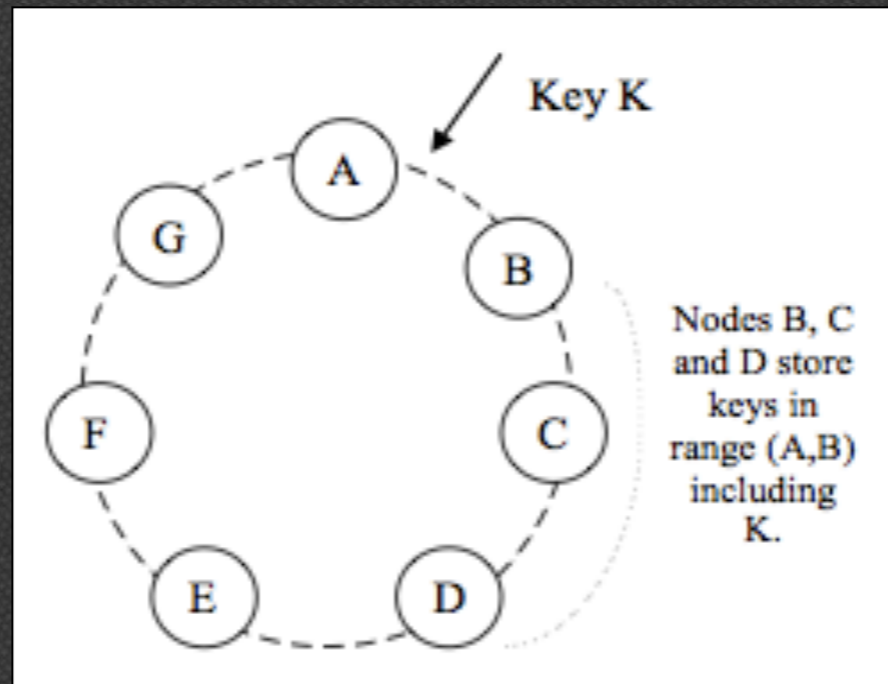 Key K
A
G
B
Nodes B, C
and D store
keys in
range (A,B)
including
K.
F
C
E
D